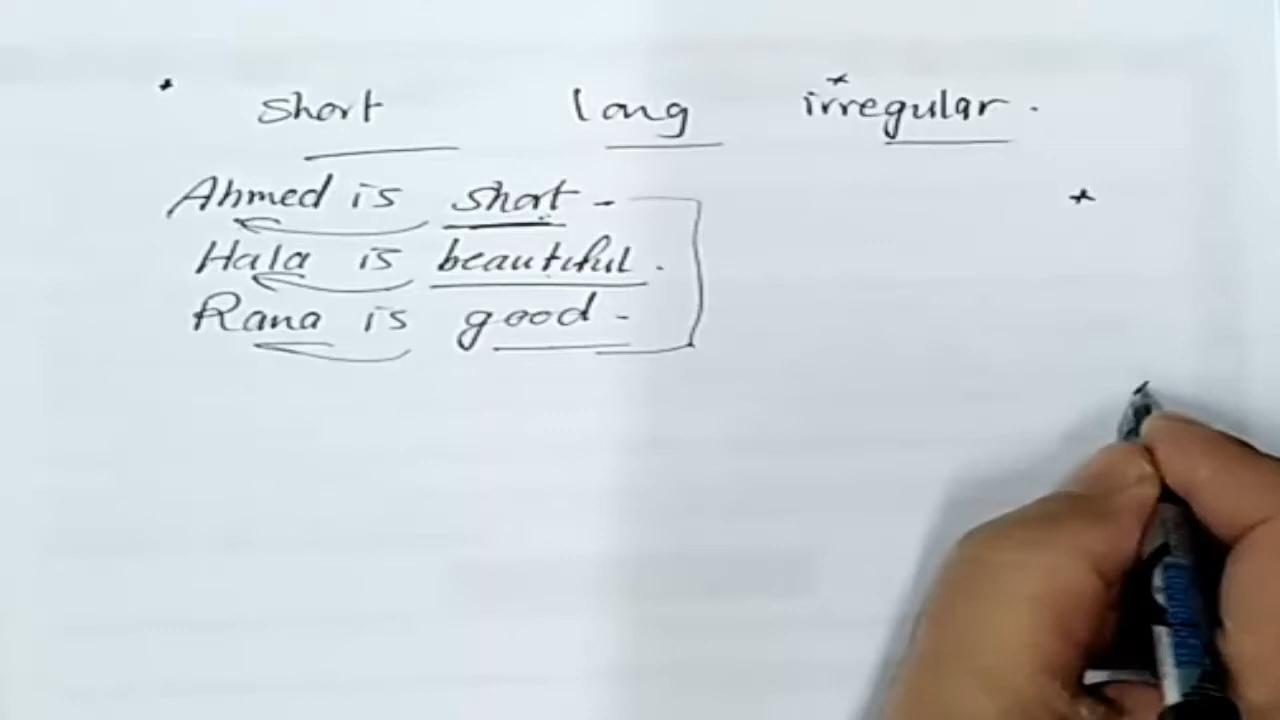 short long irregular.
Ahmed is short.
Hala is beautiful.
Rana is good.